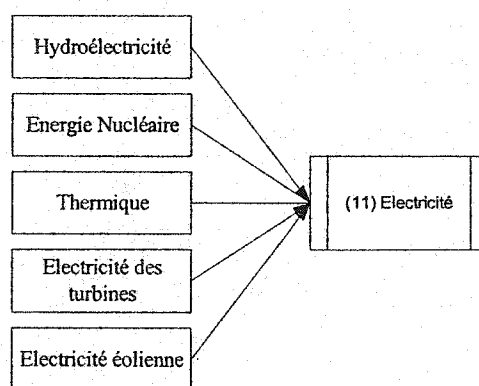 Hydroélectricité
Energie Nucléaire
Thermique
(11) Electricité
Electricité des
turbines
Electricité éolienne